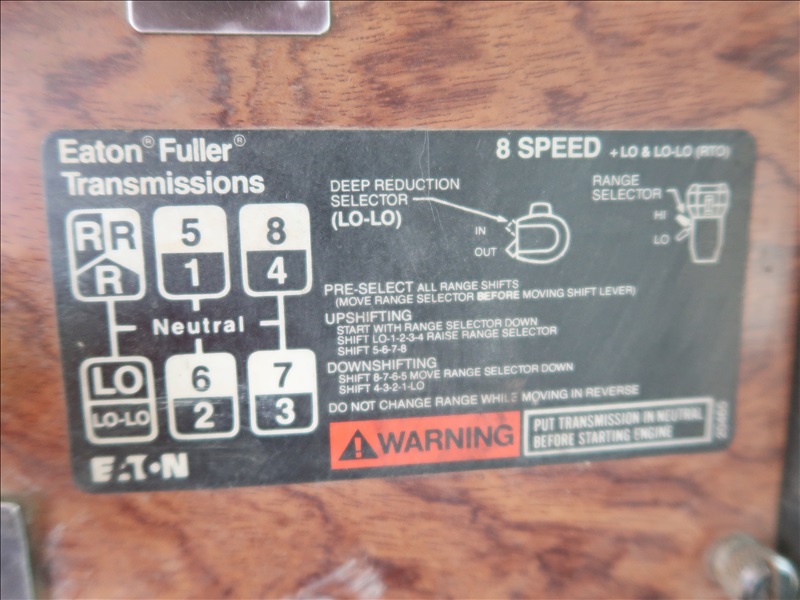 Eaton® Fuller®
Transmissions
8 SPEED + LO & LO-LO (RTO)
DEEP REDUCTION
SELECTOR
(LO-LO)
IN
OUT
RANGE
SELECTOR
HI
LO
R R 5 8
R 1 4
Neutral
LO 6 7
LO-LO 2 3
PRE-SELECT ALL RANGE SHIFTS
(MOVE RANGE SELECTOR BEFORE MOVING SHIFT LEVER)
UPSHIFTING
START WITH RANGE SELECTOR DOWN
SHIFT LO-1-2-3-4 RAISE RANGE SELECTOR
SHIFT 5-6-7-8
DOWNSHIFTING
SHIFT 8-7-6-5 MOVE RANGE SELECTOR DOWN
SHIFT 4-3-2-1-LO
DO NOT CHANGE RANGE WHILE MOVING IN REVERSE
WARNING
PUT TRANSMISSION IN NEUTRAL
BEFORE STARTING ENGINE
EATON